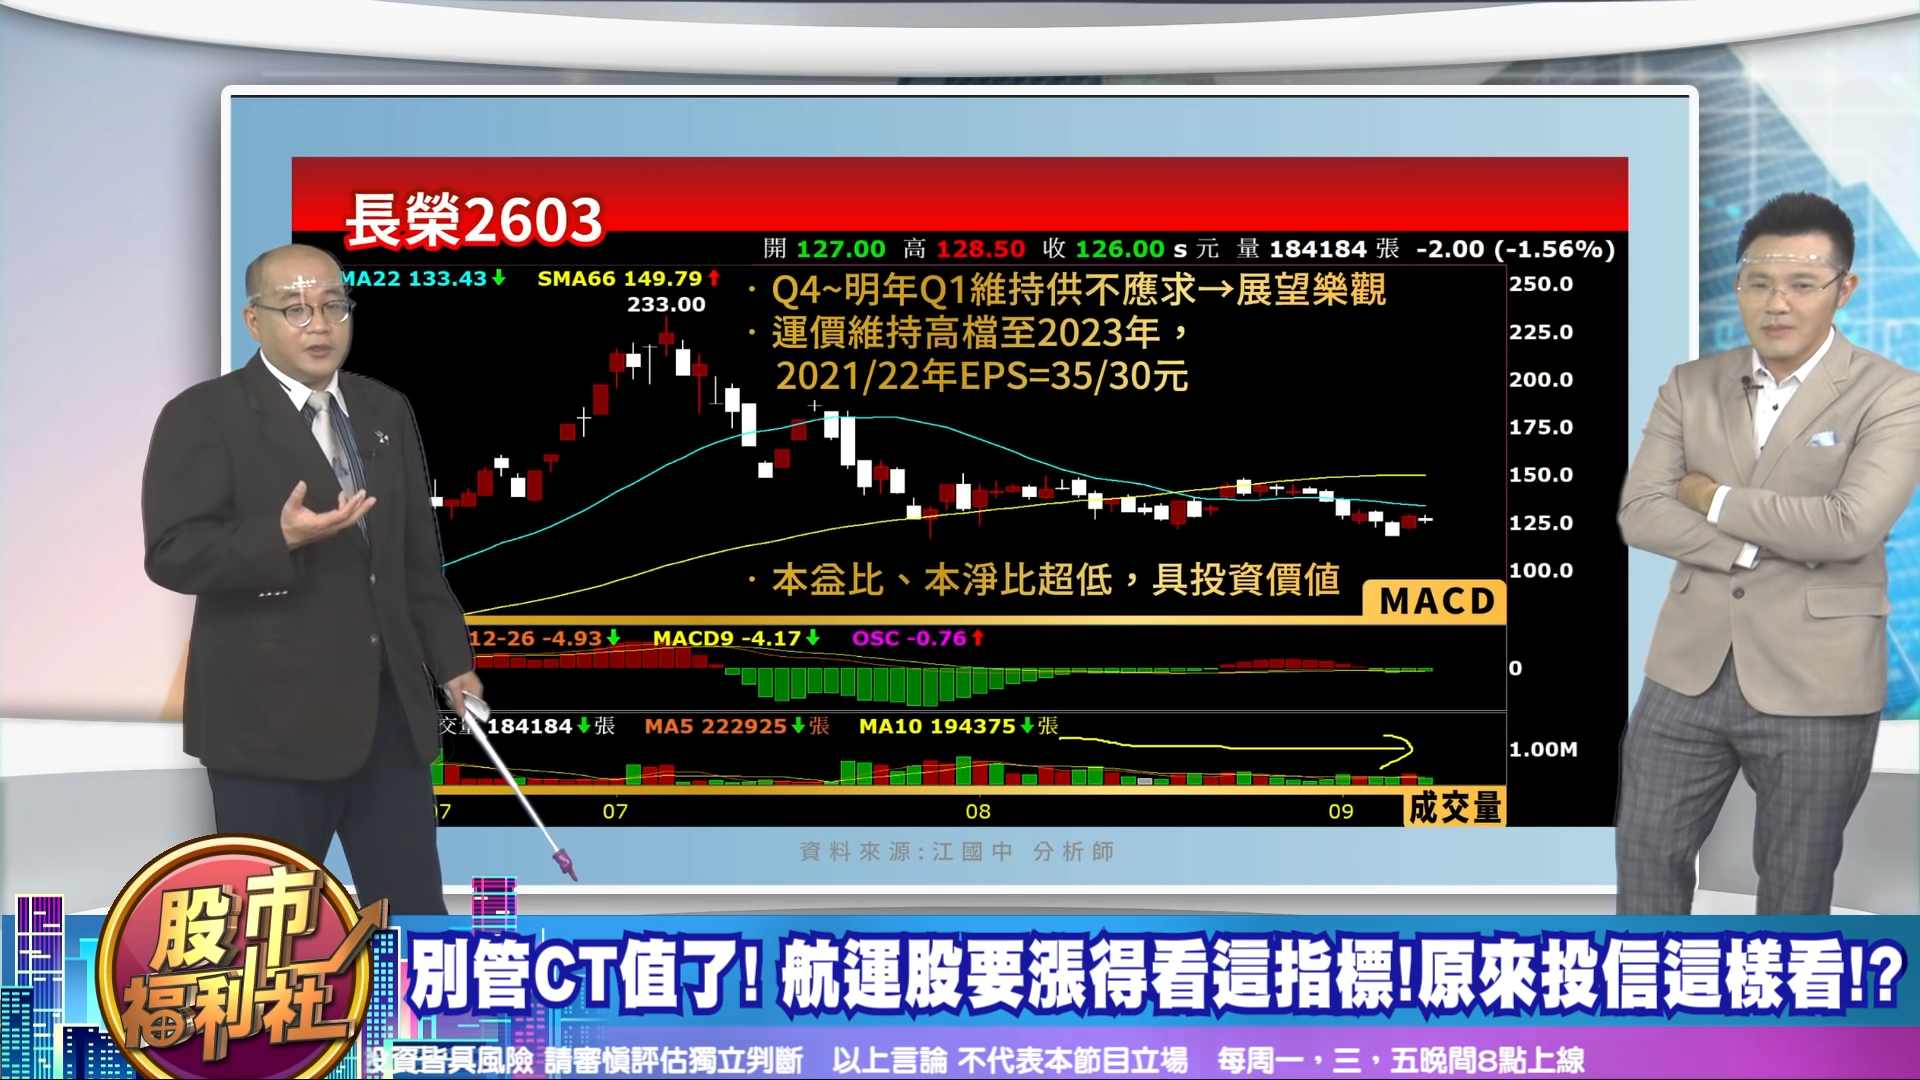 長榮2603
開 127.00 高 128.50 收 126.00 s 元 量 184184 張 -2.00 (-1.56%)
MA22 133.43↓ SMA66 149.79↑
233.00
· Q4~明年Q1維持供不應求→展望樂觀
· 運價維持高檔至2023年，
2021/22年EPS=35/30元
250.0
225.0
200.0
175.0
150.0
125.0
100.0
· 本益比、本淨比超低，具投資價值
MACD
12-26 -4.93↓ MACD9 -4.17↓ OSC -0.76↑
0
交量 184184↓張 MA5 222925↓張 MA10 194375↓張
1.00M
07 07 08 09
成交量
資料來源:江國中 分析師
股市
福利社
別管CT值了! 航運股要漲得看這指標!原來投信這樣看!?
投資皆具風險 請審慎評估獨立判斷 以上言論 不代表本節目立場 每周一，三，五晚間8點上線